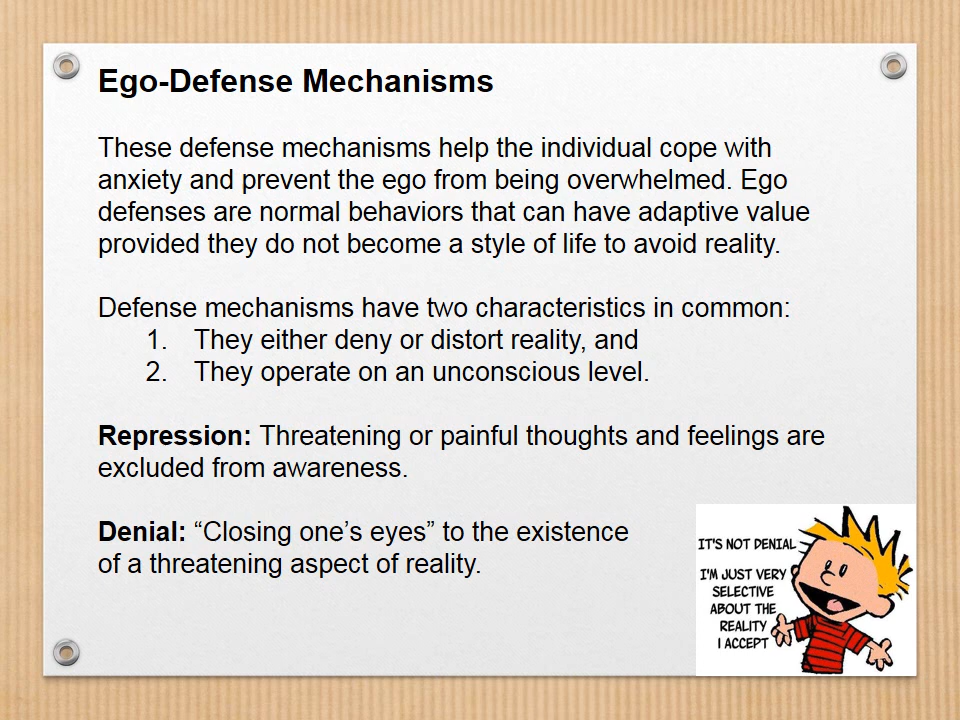 Ego-Defense Mechanisms
These defense mechanisms help the individual cope with
anxiety and prevent the ego from being overwhelmed. Ego
defenses are normal behaviors that can have adaptive value
provided they do not become a style of life to avoid reality.
Defense mechanisms have two characteristics in common:
1. They either deny or distort reality, and
2. They operate on an unconscious level.
Repression: Threatening or painful thoughts and feelings are
excluded from awareness.
Denial: “Closing one’s eyes” to the existence
of a threatening aspect of reality.
IT'S NOT DENIAL
I'M JUST VERY
SELECTIVE
ABOUT THE
REALITY
I ACCEPT